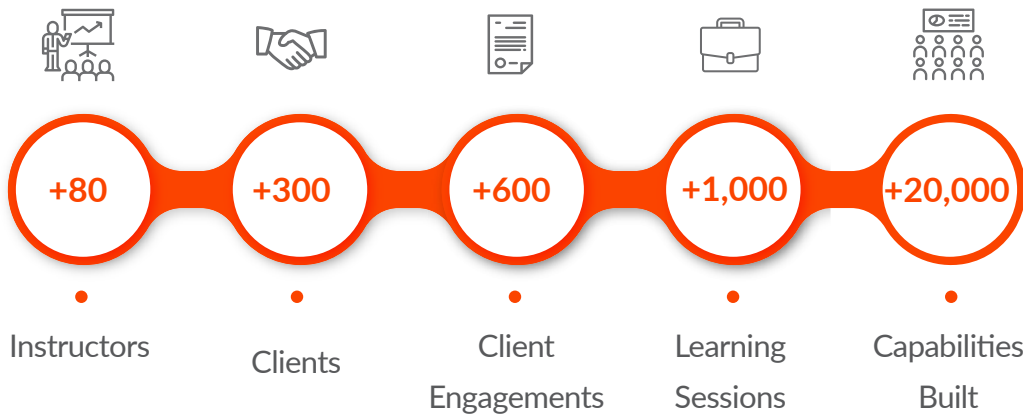 +80
+300
+600
+1,000
+20,000
Instructors
Clients
Client
Engagements
Learning
Sessions
Capabilities
Built